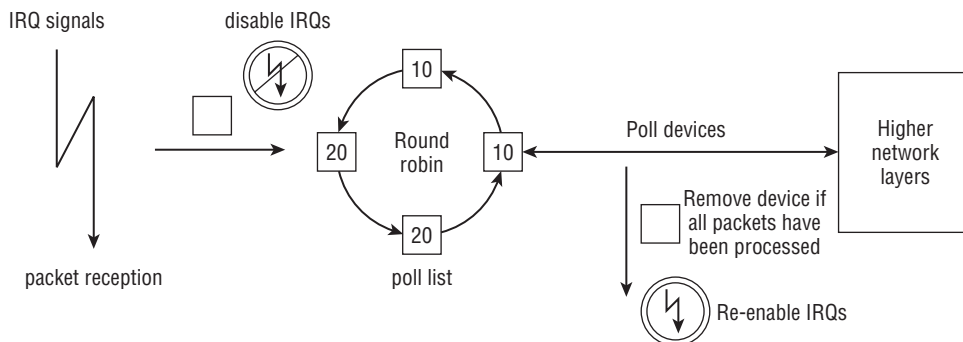 IRQ signals
disable IRQs
10
20
Round
robin
10
20
poll list
packet reception
Poll devices
Higher
network
layers
Remove device if
all packets have
been processed
Re-enable IRQs